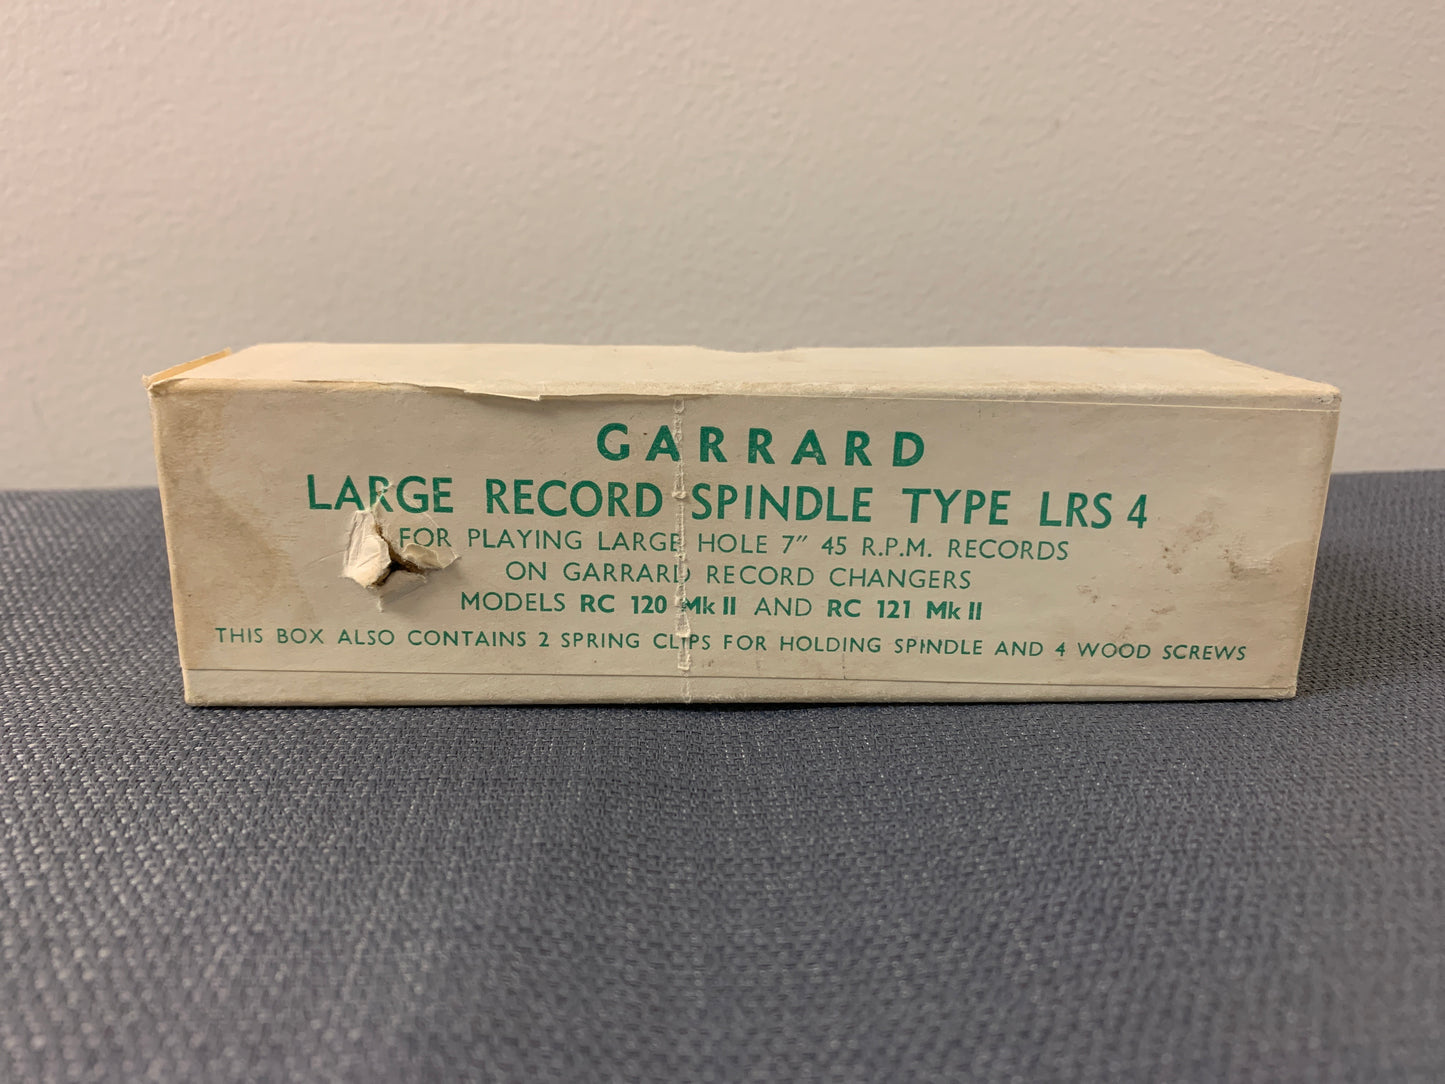 GARRARD
LARGE RECORD SPINDLE TYPE LRS 4
FOR PLAYING LARGE HOLE 7" 45 R.P.M. RECORDS
ON GARRARD RECORD CHANGERS
MODELS RC 120 Mk II AND RC 121 Mk II
THIS BOX ALSO CONTAINS 2 SPRING CLIPS FOR HOLDING SPINDLE AND 4 WOOD SCREWS